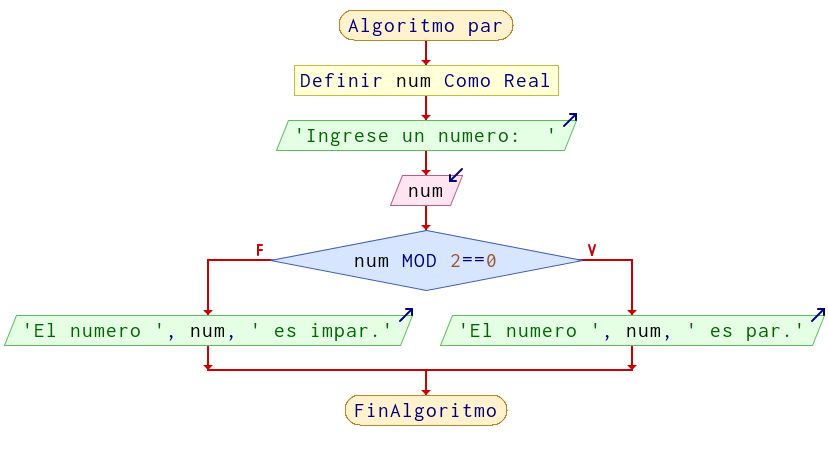 Algoritmo par
Definir num Como Real
'Ingrese un numero:  '
num
F
V
num MOD 2==0
'El numero ', num, ' es impar.'
'El numero ', num, ' es par.'
FinAlgoritmo